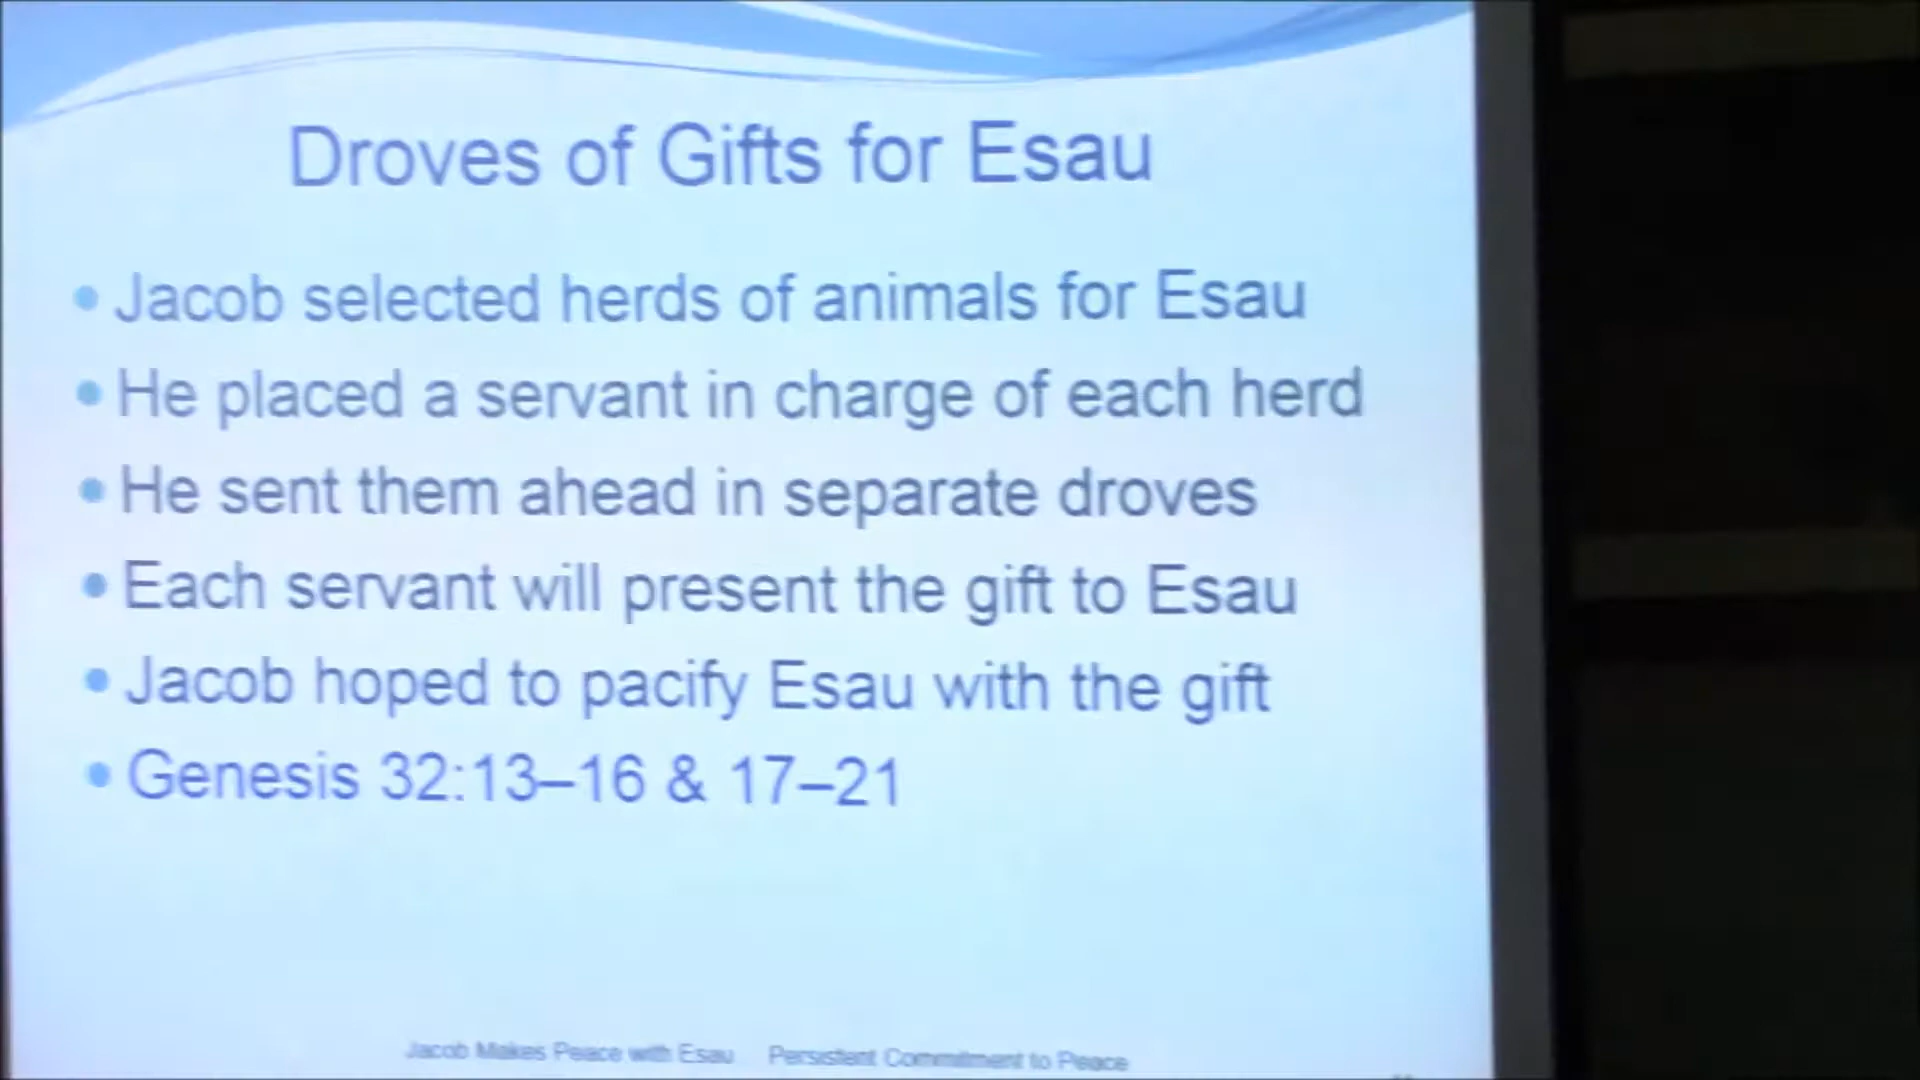 Droves of Gifts for Esau
• Jacob selected herds of animals for Esau
• He placed a servant in charge of each herd
• He sent them ahead in separate droves
• Each servant will present the gift to Esau
• Jacob hoped to pacify Esau with the gift
• Genesis 32:13–16 & 17–21
Jacob Makes Peace with Esau Persistent Commitment to Peace